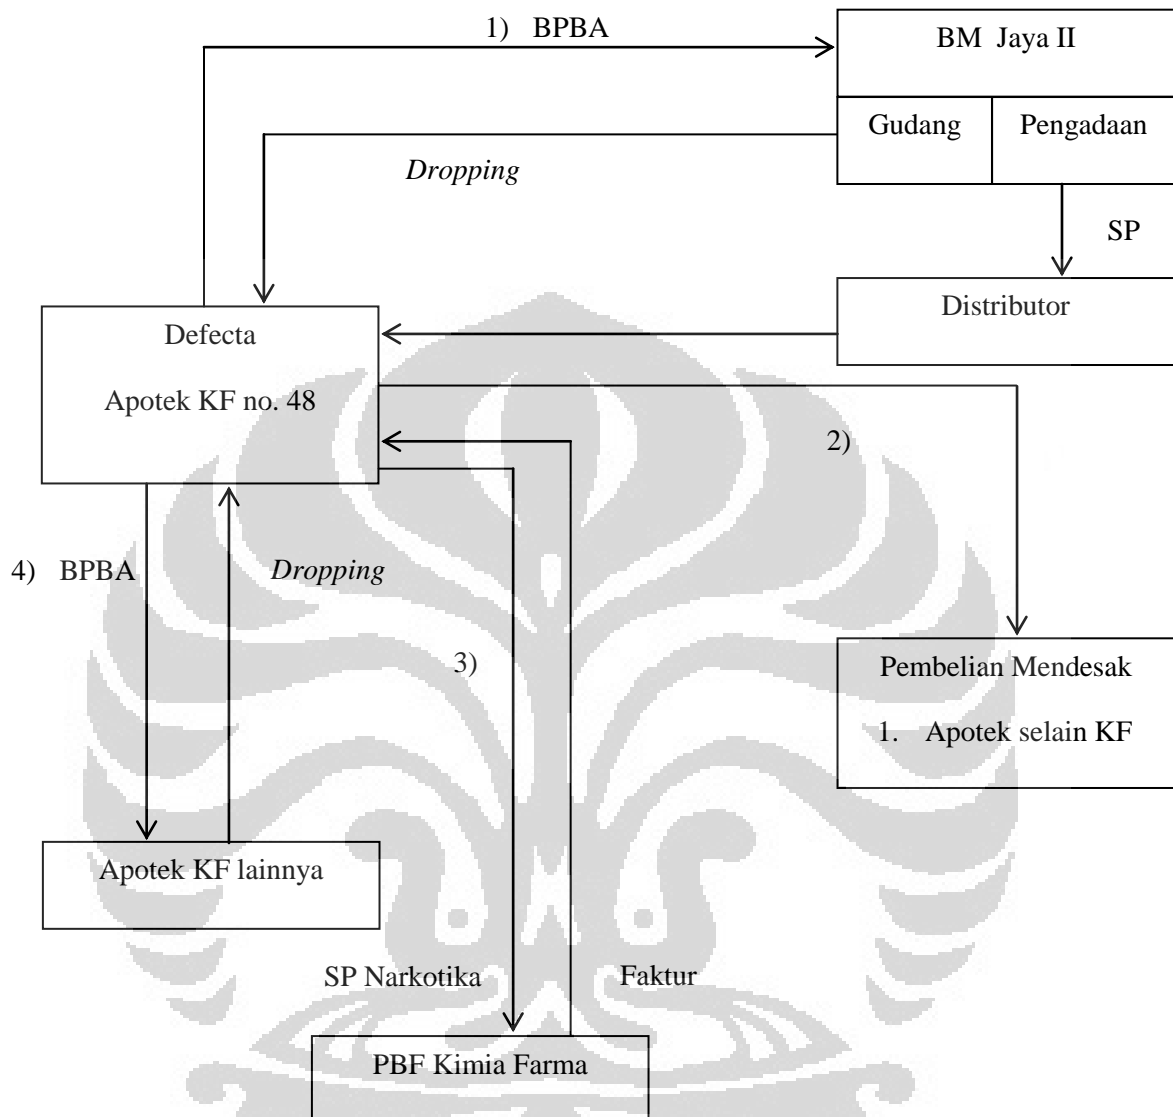 1) BPBA
BM Jaya II
Gudang
Pengadaan
Dropping
SP
Distributor
Defecta
Apotek KF no. 48
2)
4) BPBA
Dropping
3)
Pembelian Mendesak
1. Apotek selain KF
Apotek KF lainnya
SP Narkotika
Faktur
PBF Kimia Farma